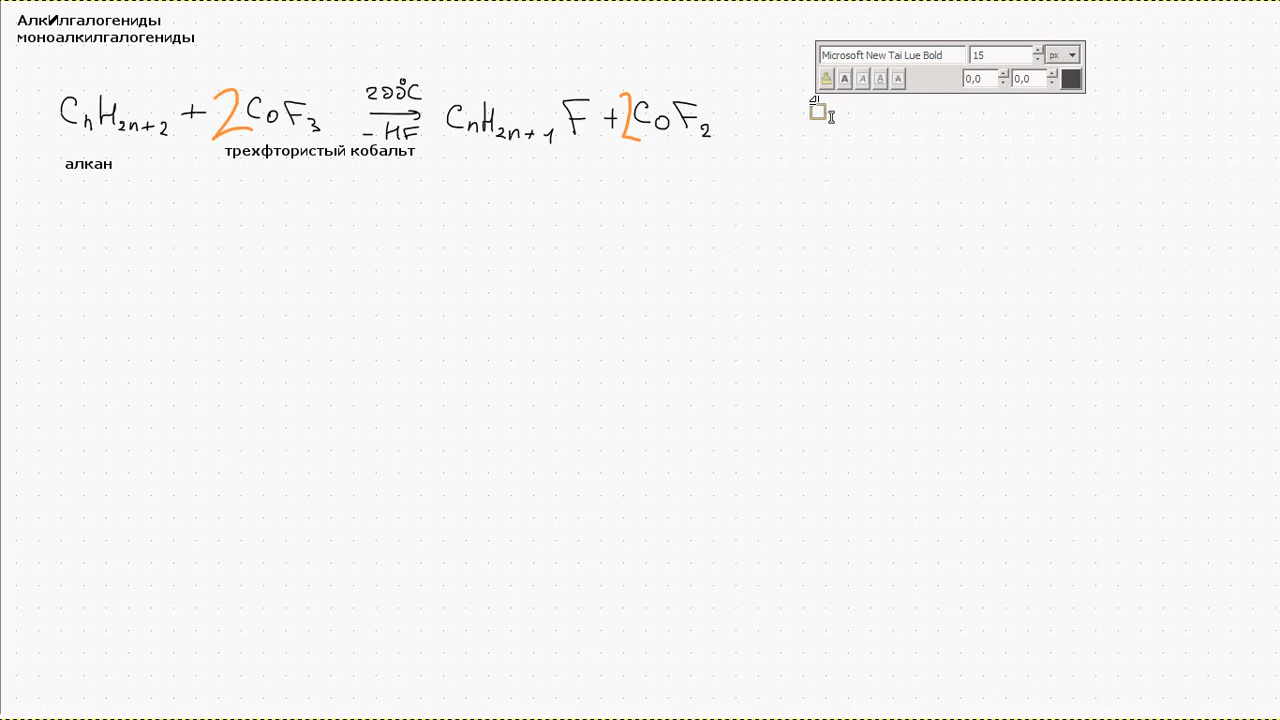 АлкИлгалогениды
моноалкилгалогениды
Microsoft New Tai Lue Bold 15 px
A A A A 0,0 0,0
CnH2n+2 + 2CoF3 200°C → - HF CnH2n+1 F + 2CoF2
трехфтористый кобальт
алкан